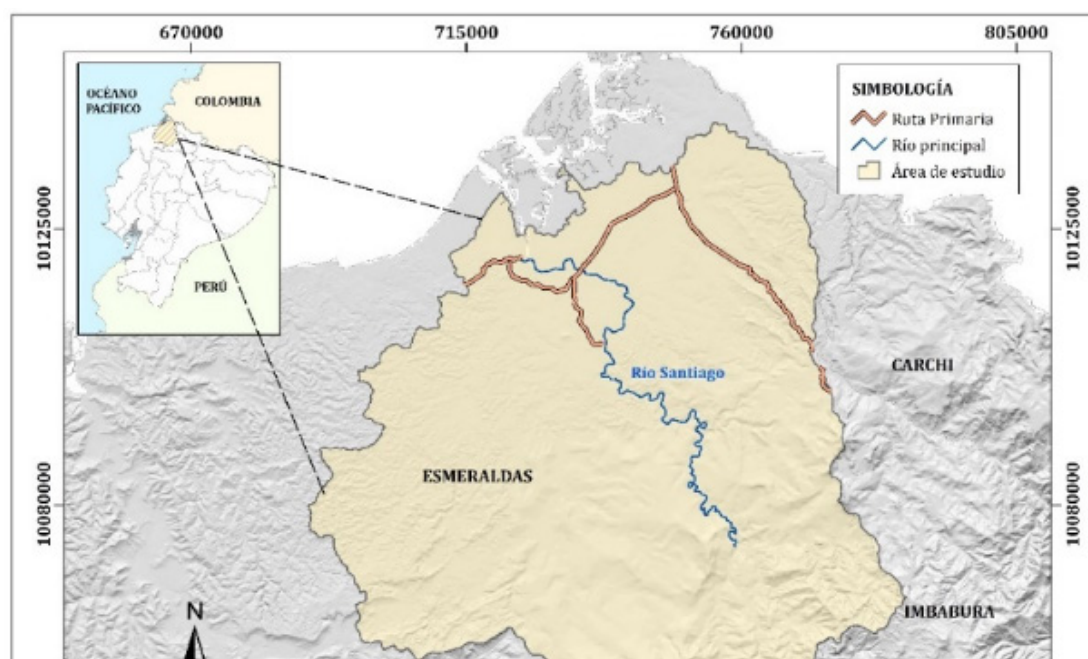 670000
715000
760000
805000
OCÉANO
PACÍFICO
COLOMBIA
PERÚ
SIMBOLOGÍA
Ruta Primaria
Río principal
Área de estudio
10125000
10125000
CARCHI
Río Santiago
ESMERALDAS
10080000
10080000
IMBABURA
N